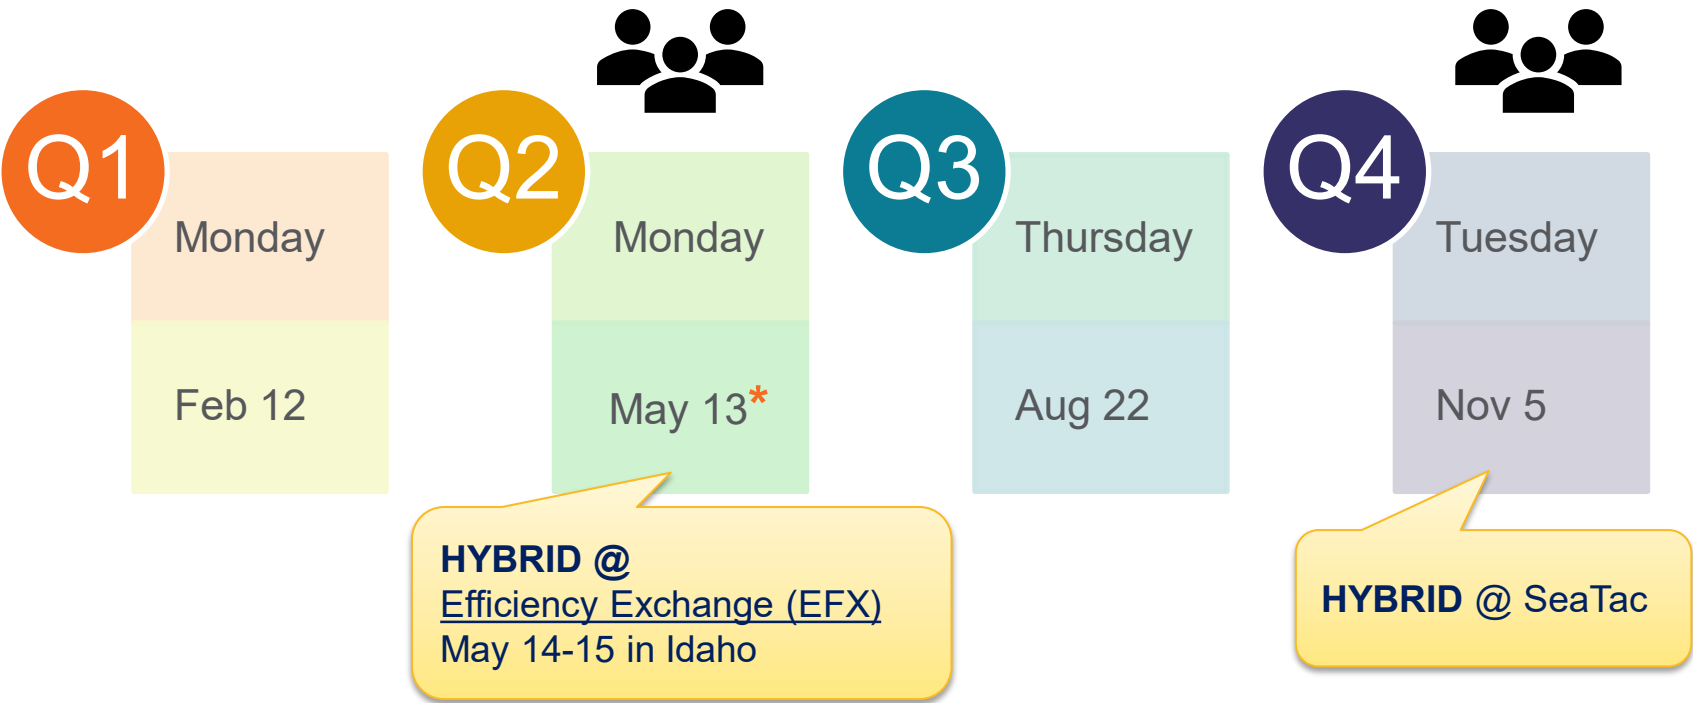 Q1
Monday
Feb 12
Q2
Monday
May 13*
HYBRID @
Efficiency Exchange (EFX)
May 14-15 in Idaho
Q3
Thursday
Aug 22
Q4
Tuesday
Nov 5
HYBRID @ SeaTac